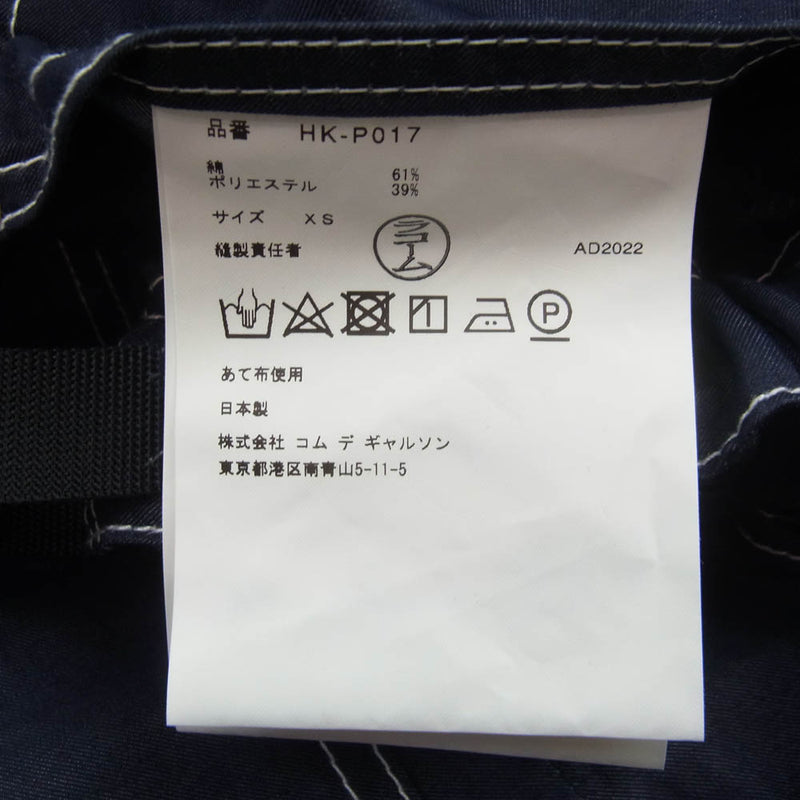 品番 HK-P017
綿 61%
ポリエステル 39%
サイズ XS
縫製責任者 コム AD2022
P
あて布使用
日本製
株式会社 コム デ ギャルソン
東京都港区南青山5-11-5